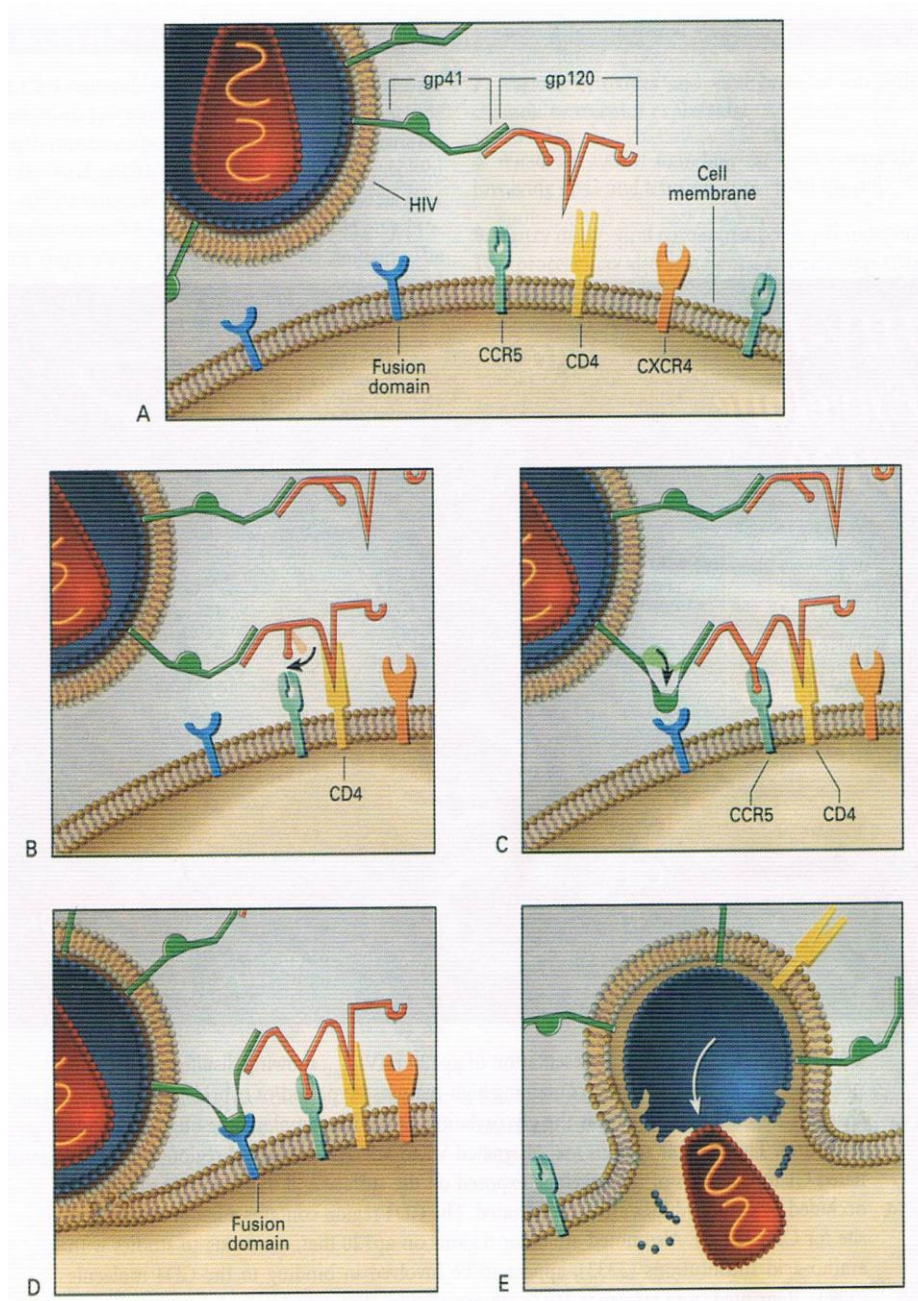 gp41
gp120
HIV
Cell
membrane
Fusion
domain
CCR5
CD4
CXCR4
A
CD4
B
CCR5
CD4
C
Fusion
domain
D
E